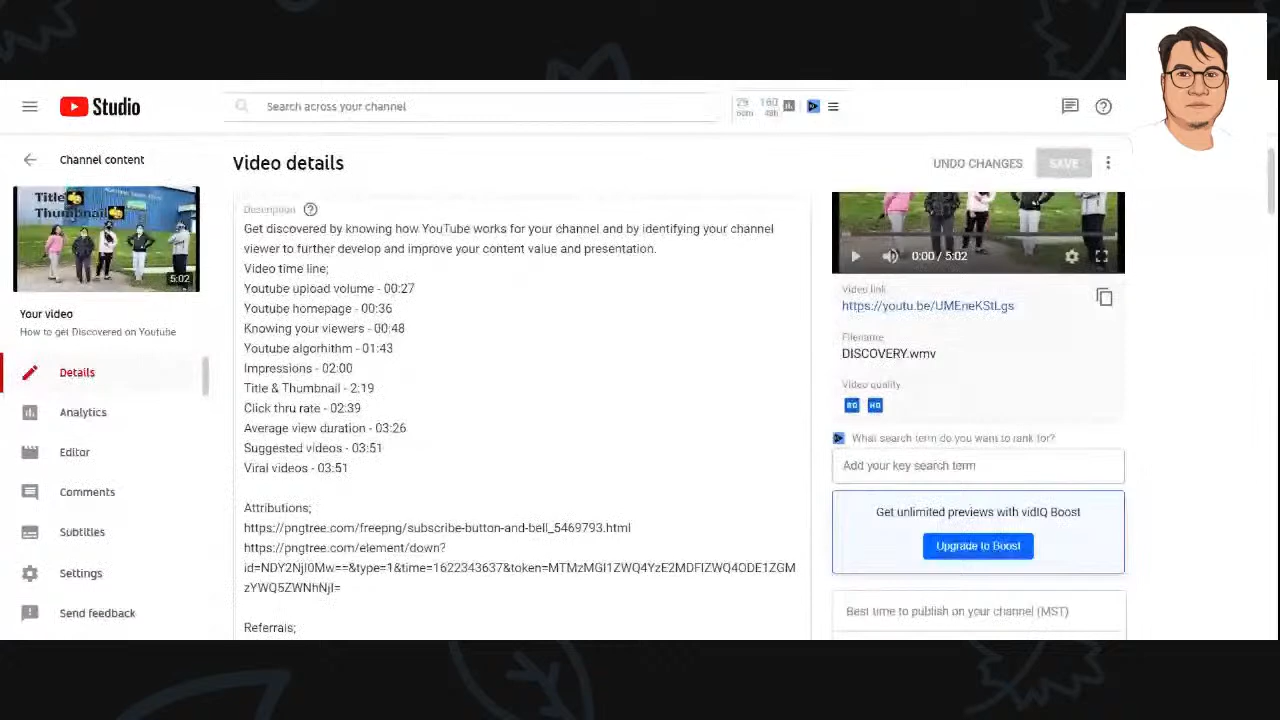 Studio
Search across your channel
Channel content
Title
Thumbnail
5:02
Your video
How to get Discovered on Youtube
Details
Analytics
Editor
Comments
Subtitles
Settings
Send feedback
Video details
UNDO CHANGES
SAVE
Description
Get discovered by knowing how YouTube works for your channel and by identifying your channel
viewer to further develop and improve your content value and presentation.
Video time line;
Youtube upload volume - 00:27
Youtube homepage - 00:36
Knowing your viewers - 00:48
Youtube algorhithm - 01:43
Impressions - 02:00
Title & Thumbnail - 2:19
Click thru rate - 02:39
Average view duration - 03:26
Suggested videos - 03:51
Viral videos - 03:51
Attributions;
https://pngtree.com/freepng/subscribe-button-and-bell_5469793.html
https://pngtree.com/element/down?
id=NDY2NjI0Mw==&type=1&time=1622343637&token=MTMzMGI1ZWQ4YzE2MDFlZWQ4ODE1ZGM
zYWQ5ZWNhNjI=
Referrals;
0:00 / 5:02
Video link
https://youtu.be/UMEneKStLgs
Filename
DISCOVERY.wmv
Video quality
What search term do you want to rank for?
Add your key search term
Get unlimited previews with vidIQ Boost
Upgrade to Boost
Best time to publish on your channel (MST)